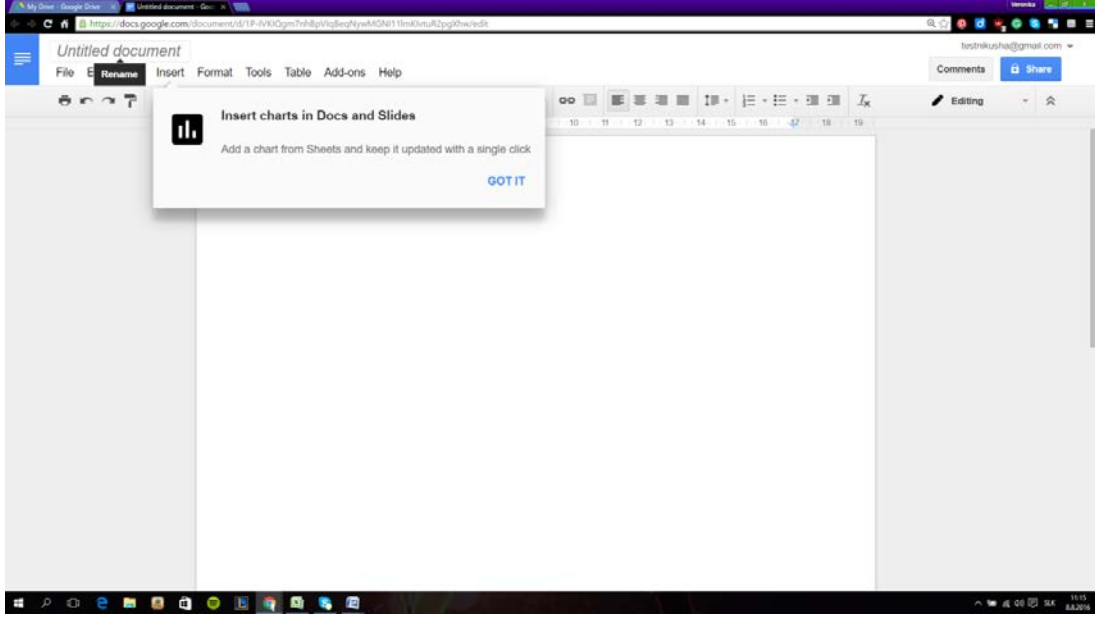 My Drive - Google Drive
Untitled document - Goo
Veronika
https://docs.google.com/document/d/
/edit
Untitled document
testnikusha@gmail.com
File E Rename Insert Format Tools Table Add-ons Help
Comments Share
Editing
10 11 12 13 14 15 16 17 18 19
Insert charts in Docs and Slides
Add a chart from Sheets and keep it updated with a single click
GOT IT
SLK
11:15
8.8.2016